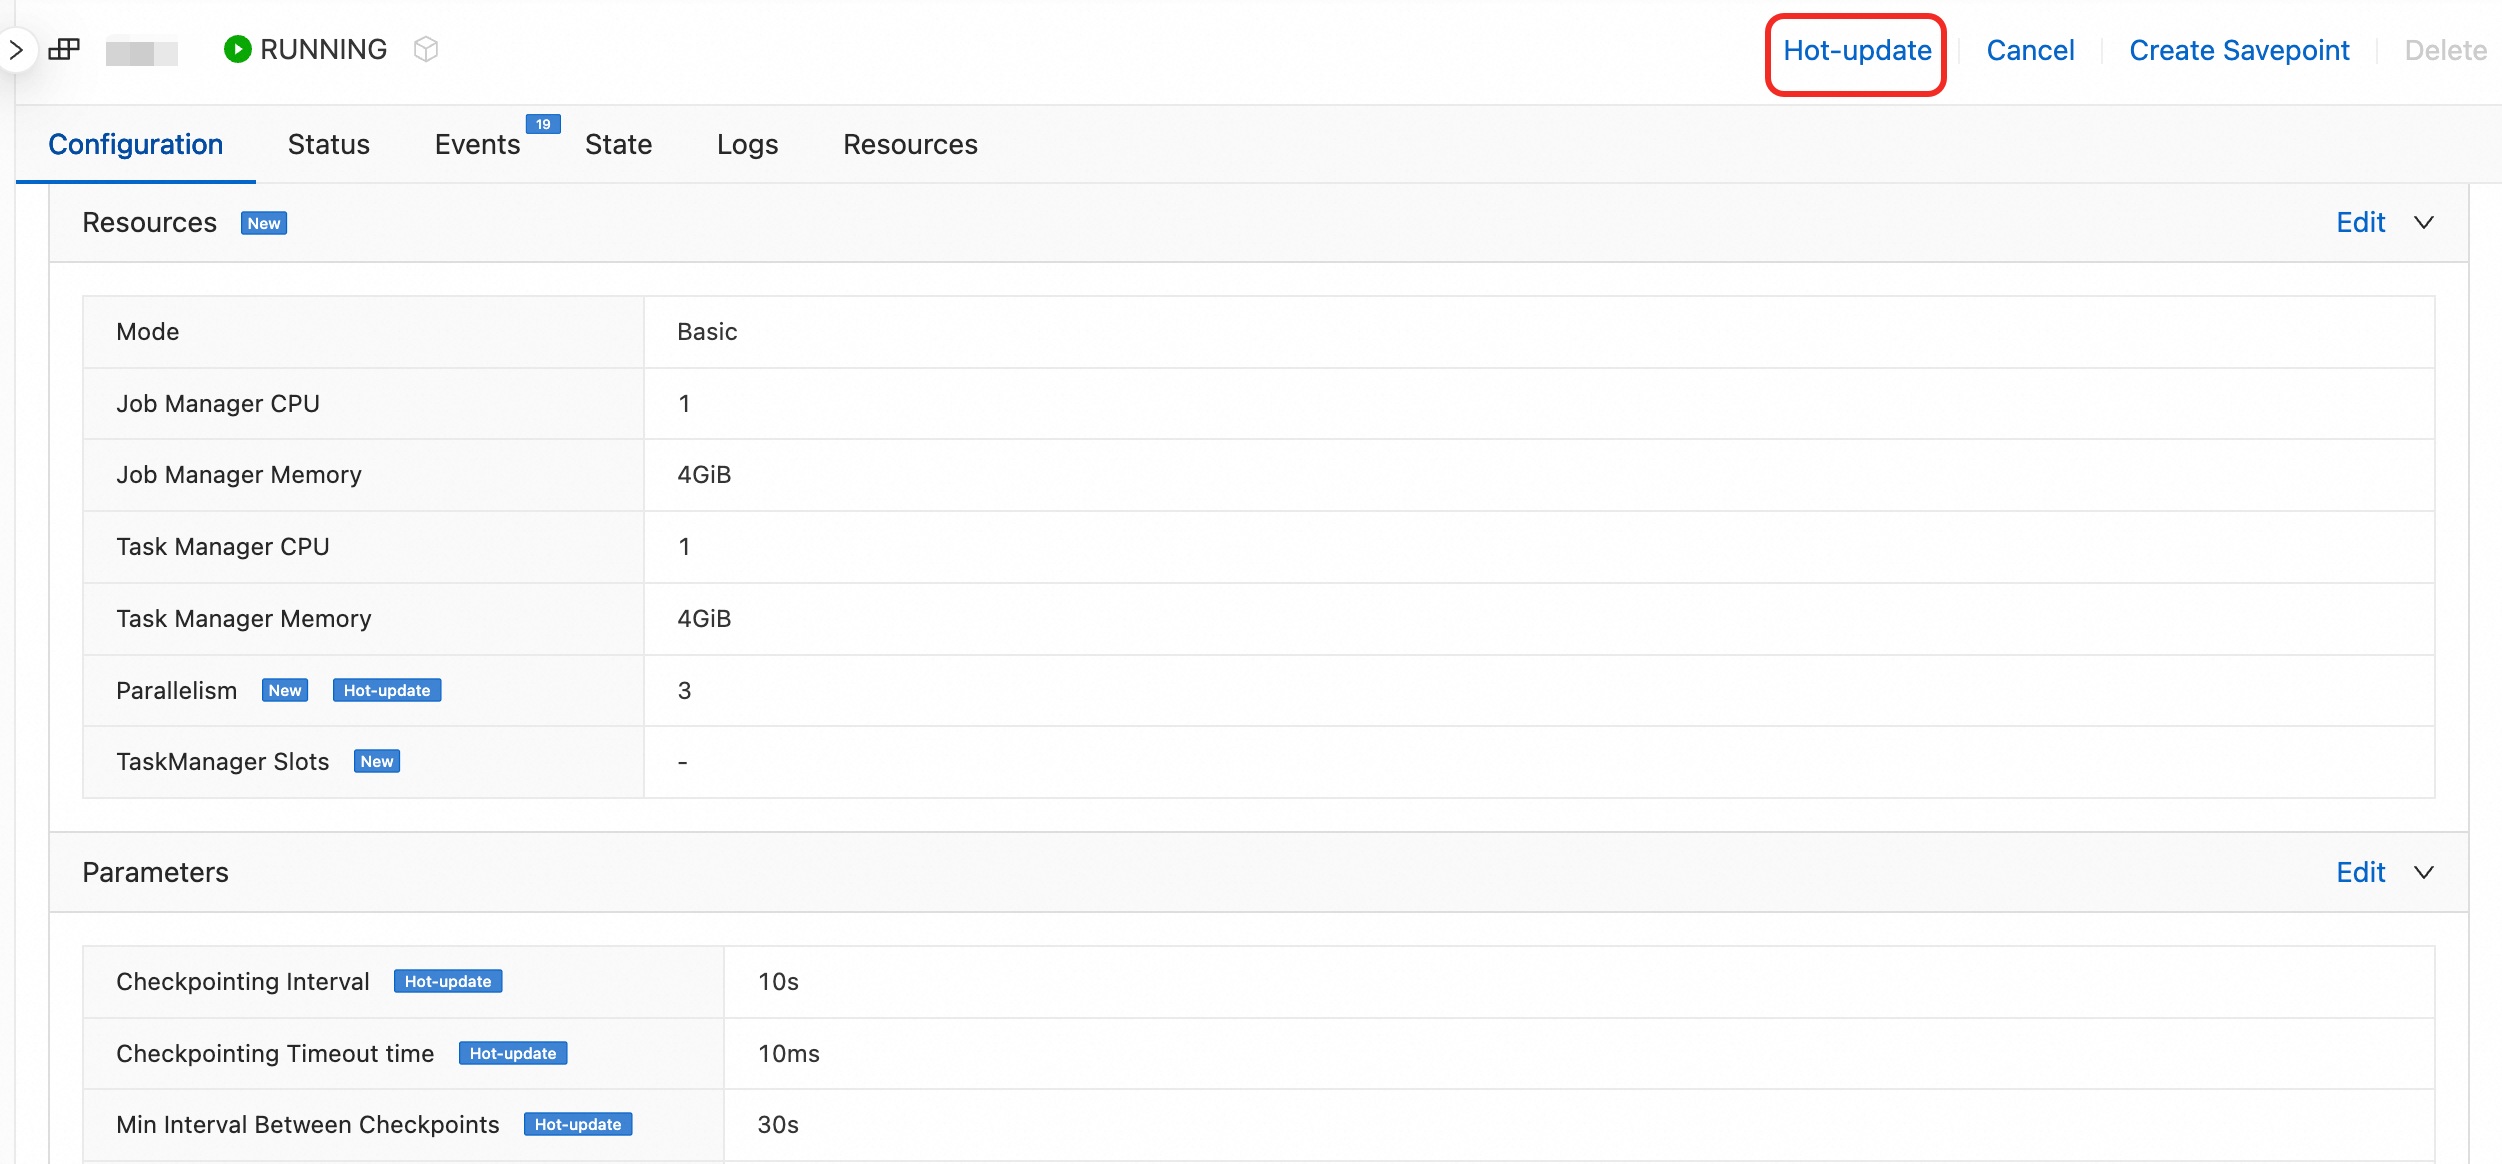 RUNNING Hot-update Cancel Create Savepoint Delete
Configuration Status Events 19 State Logs Resources
Resources New Edit
Mode Basic
Job Manager CPU 1
Job Manager Memory 4GiB
Task Manager CPU 1
Task Manager Memory 4GiB
Parallelism New Hot-update 3
TaskManager Slots New -
Parameters Edit
Checkpointing Interval Hot-update 10s
Checkpointing Timeout time Hot-update 10ms
Min Interval Between Checkpoints Hot-update 30s